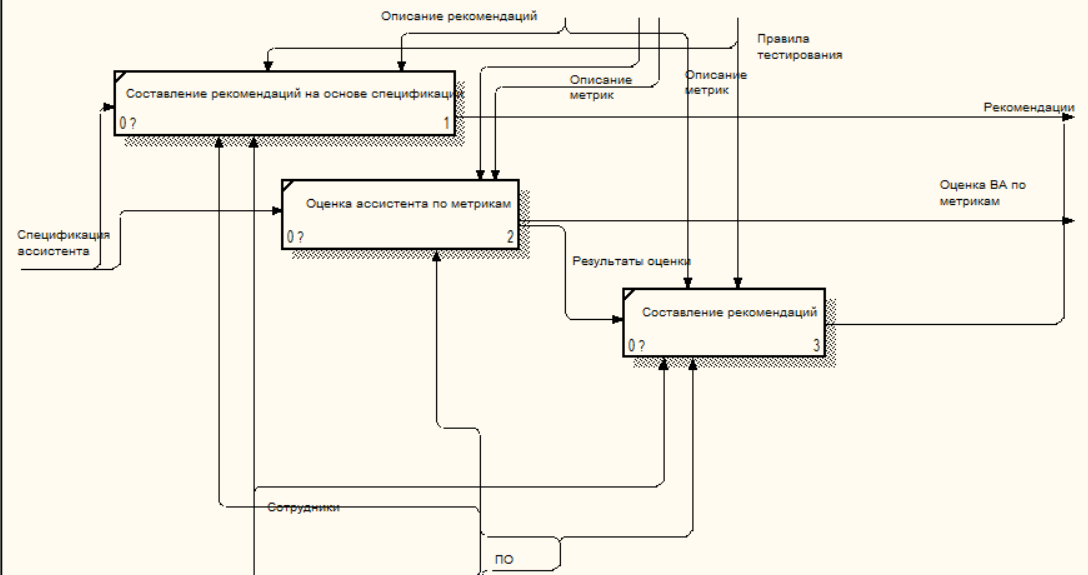 Описание рекомендаций
Правила
тестирования
Описание
метрик
Описание
метрик
Составление рекомендаций на основе спецификаци
0 ?
1
Рекомендации
Оценка ассистента по метрикам
0 ?
2
Оценка ВА по
метрикам
Спецификация
ассистента
Результаты оценки
Составление рекомендаций
0 ?
3
Сотрудники
ПО